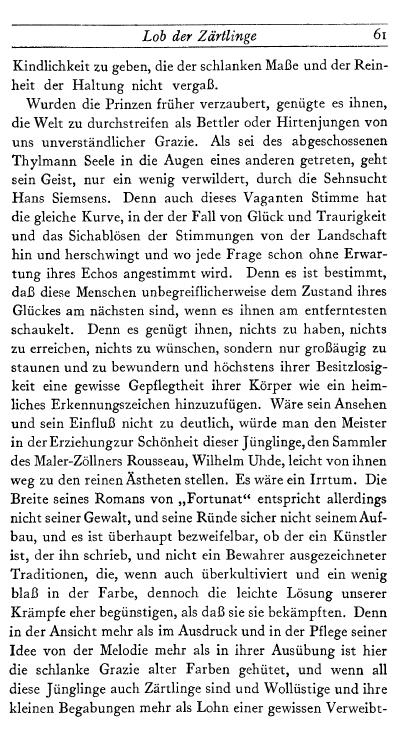 Lob der Zärtlinge 61
Kindlichkeit zu geben, die der schlanken Maße und der Rein-
heit der Haltung nicht vergaß.
Wurden die Prinzen früher verzaubert, genügte es ihnen,
die Welt zu durchstreifen als Bettler oder Hirtenjungen von
uns unverständlicher Grazie. Als sei des abgeschossenen
Thylmann Seele in die Augen eines anderen getreten, geht
sein Geist, nur ein wenig verwildert, durch die Sehnsucht
Hans Siemsens. Denn auch dieses Vaganten Stimme hat
die gleiche Kurve, in der der Fall von Glück und Traurigkeit
und das Sichablösen der Stimmungen von der Landschaft
hin und herschwingt und wo jede Frage schon ohne Erwar-
tung ihres Echos angestimmt wird. Denn es ist bestimmt,
daß diese Menschen unbegreiflicherweise dem Zustand ihres
Glückes am nächsten sind, wenn es ihnen am entferntesten
schaukelt. Denn es genügt ihnen, nichts zu haben, nichts
zu erreichen, nichts zu wünschen, sondern nur großäugig zu
staunen und zu bewundern und höchstens ihrer Besitzlosig-
keit eine gewisse Gepflegtheit ihrer Körper wie ein heim-
liches Erkennungszeichen hinzuzufügen. Wäre sein Ansehen
und sein Einfluß nicht zu deutlich, würde man den Meister
in der Erziehung zur Schönheit dieser Jünglinge, den Sammler
des Maler-Zöllners Rousseau, Wilhelm Uhde, leicht von ihnen
weg zu den reinen Ästheten stellen. Es wäre ein Irrtum. Die
Breite seines Romans von „Fortunat“ entspricht allerdings
nicht seiner Gewalt, und seine Ründe sicher nicht seinem Auf-
bau, und es ist überhaupt bezweifelbar, ob der ein Künstler
ist, der ihn schrieb, und nicht ein Bewahrer ausgezeichneter
Traditionen, die, wenn auch überkultiviert und ein wenig
blaß in der Farbe, dennoch die leichte Lösung unserer
Krämpfe eher begünstigen, als daß sie sie bekämpften. Denn
in der Ansicht mehr als im Ausdruck und in der Pflege seiner
Idee von der Melodie mehr als in ihrer Ausübung ist hier
die schlanke Grazie alter Farben gehütet, und wenn all
diese Jünglinge auch Zärtlinge sind und Wollüstige und ihre
kleinen Begabungen mehr als Lohn einer gewissen Verweibt-